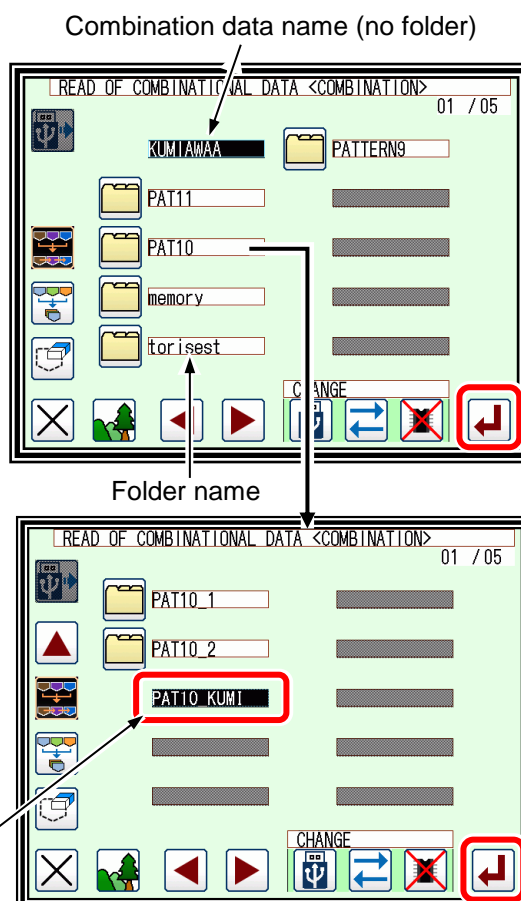 Combination data name (no folder)
READ OF COMBINATIONAL DATA <COMBINATION>
01 / 05
KUMIAWAA
PATTERN9
PAT11
PAT10
memory
torisest
CHANGE
Folder name
READ OF COMBINATIONAL DATA <COMBINATION>
01 / 05
PAT10_1
PAT10_2
PAT10_KUMI
CHANGE